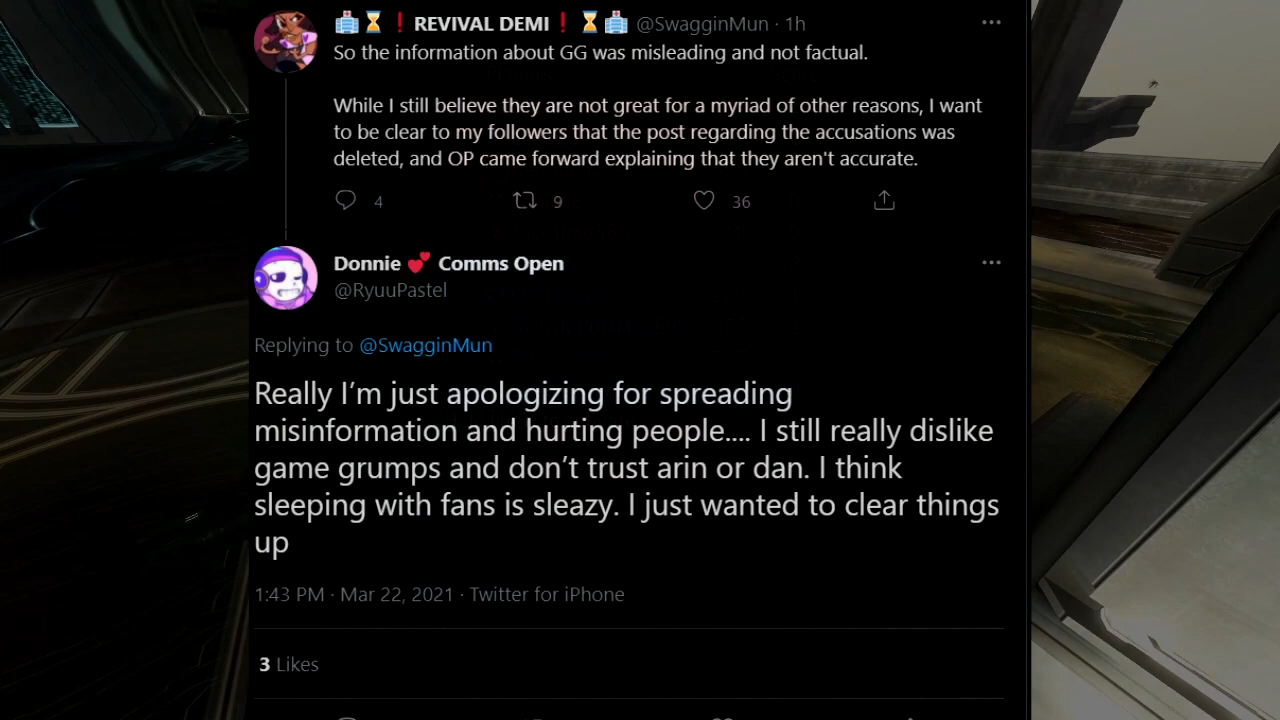 🏥⏳❗ REVIVAL DEMI❗ ⏳🏥 @SwagginMun · 1h
So the information about GG was misleading and not factual.
While I still believe they are not great for a myriad of other reasons, I want
to be clear to my followers that the post regarding the accusations was
deleted, and OP came forward explaining that they aren't accurate.
4 9 36
Donnie 💕 Comms Open
@RyuuPastel
Replying to @SwagginMun
Really I’m just apologizing for spreading
misinformation and hurting people.... I still really dislike
game grumps and don’t trust arin or dan. I think
sleeping with fans is sleazy. I just wanted to clear things
up
1:43 PM · Mar 22, 2021 · Twitter for iPhone
3 Likes